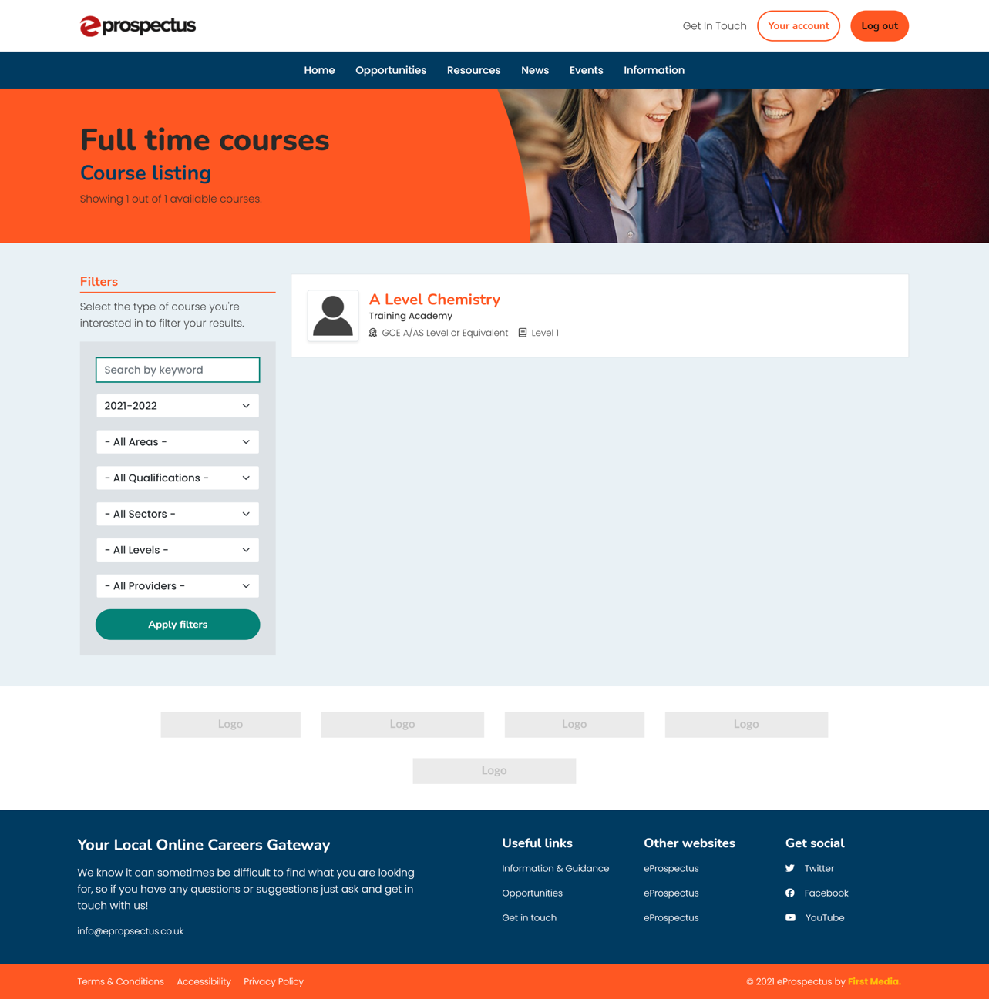 eprospectus
Get In Touch
Your account
Log out
Home
Opportunities
Resources
News
Events
Information
Full time courses
Course listing
Showing 1 out of 1 available courses.
Filters
Select the type of course you're
interested in to filter your results.
Search by keyword
2021-2022
- All Areas -
- All Qualifications -
- All Sectors -
- All Levels -
- All Providers -
Apply filters
A Level Chemistry
Training Academy
GCE A/AS Level or Equivalent
Level 1
Logo
Logo
Logo
Logo
Logo
Your Local Online Careers Gateway
We know it can sometimes be difficult to find what you are looking
for, so if you have any questions or suggestions just ask and get in
touch with us!
info@epropsectus.co.uk
Useful links
Information & Guidance
Opportunities
Get in touch
Other websites
eProspectus
eProspectus
eProspectus
Get social
Twitter
Facebook
YouTube
Terms & Conditions
Accessibility
Privacy Policy
© 2021 eProspectus by First Media.